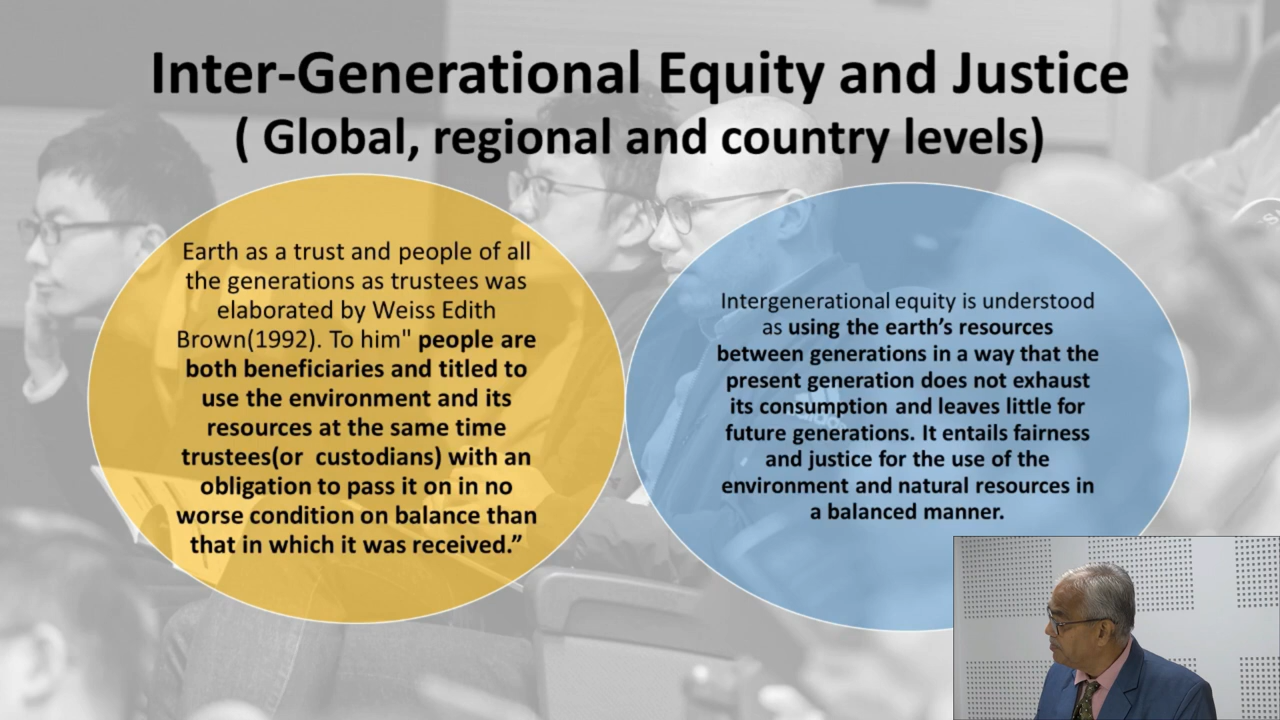 Inter-Generational Equity and Justice
( Global, regional and country levels)
Earth as a trust and people of all
the generations as trustees was
elaborated by Weiss Edith
Brown(1992). To him" people are
both beneficiaries and titled to
use the environment and its
resources at the same time
trustees(or custodians) with an
obligation to pass it on in no
worse condition on balance than
that in which it was received.”
Intergenerational equity is understood
as using the earth’s resources
between generations in a way that the
present generation does not exhaust
its consumption and leaves little for
future generations. It entails fairness
and justice for the use of the
environment and natural resources in
a balanced manner.